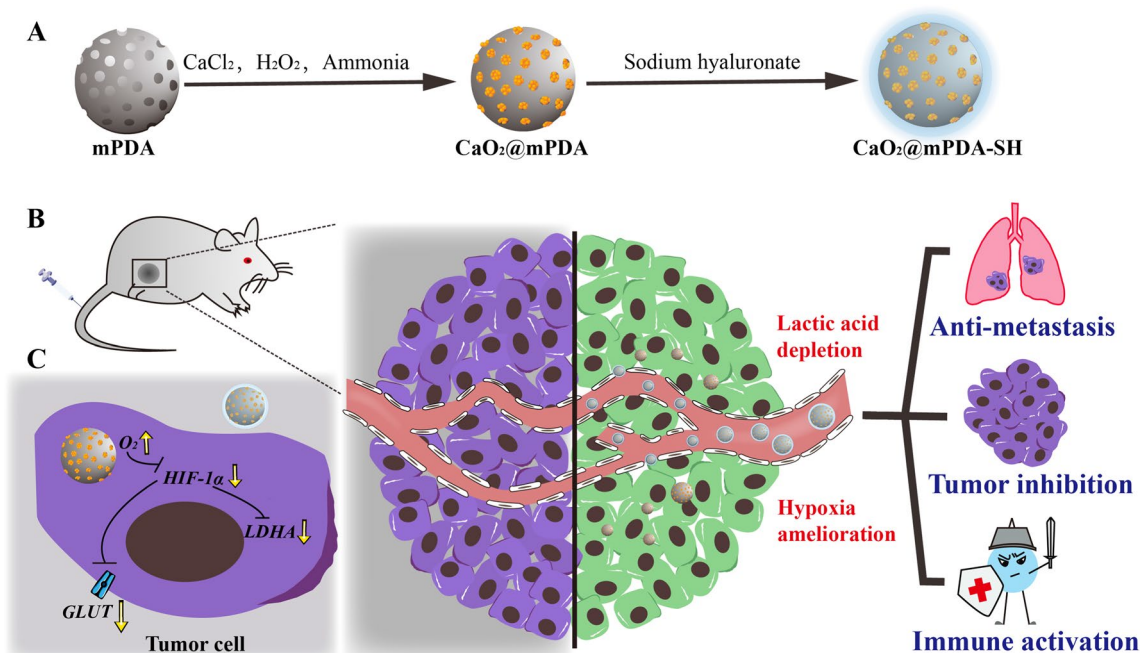 A
CaCl₂, H₂O₂, Ammonia
Sodium hyaluronate
mPDA
CaO₂@mPDA
CaO₂@mPDA-SH
B
Lactic acid
depletion
Hypoxia
amelioration
Anti-metastasis
Tumor inhibition
Immune activation
C
O₂
HIF-1α
LDHA
GLUT
Tumor cell